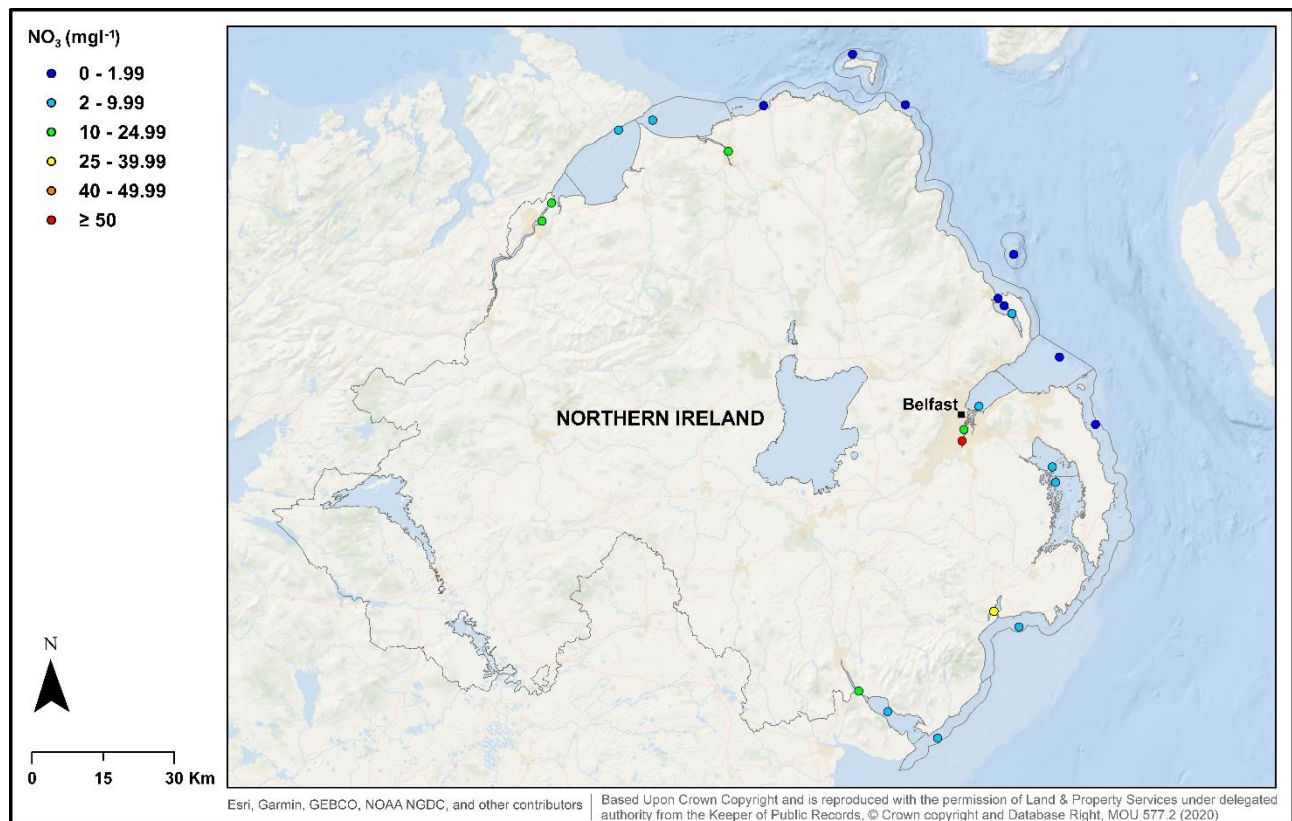 NO₃ (mgl⁻¹)
0 - 1.99
2 - 9.99
10 - 24.99
25 - 39.99
40 - 49.99
≥ 50
Belfast
NORTHERN IRELAND
N
0 15 30 Km
Esri, Garmin, GEBCO, NOAA NGDC, and other contributors
Based Upon Crown Copyright and is reproduced with the permission of Land & Property Services under delegated
authority from the Keeper of Public Records, © Crown copyright and Database Right, MOU 577.2 (2020)